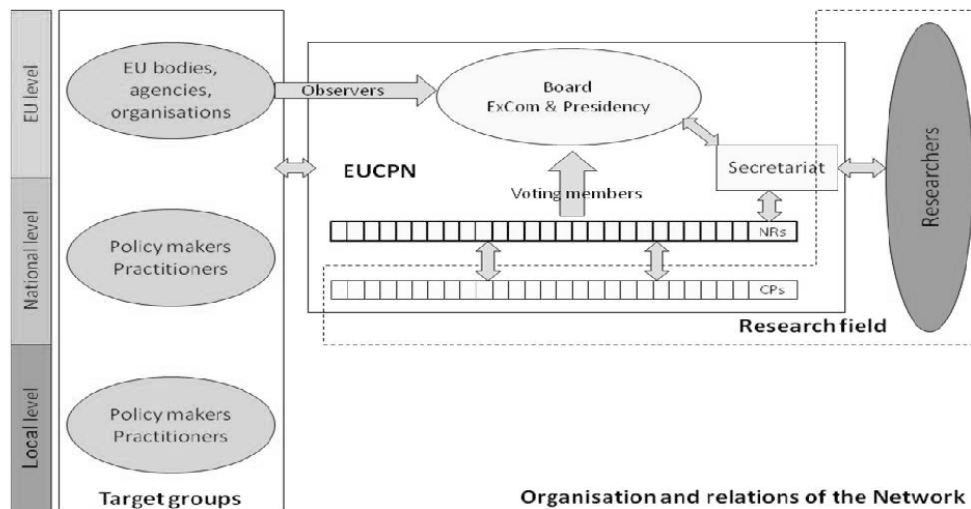 EU level
National level
Local level
EU bodies,
agencies,
organisations
Policy makers
Practitioners
Policy makers
Practitioners
Target groups
Observers
Board
ExCom & Presidency
EUCPN
Voting members
Secretariat
NRs
CPs
Research field
Researchers
Organisation and relations of the Network